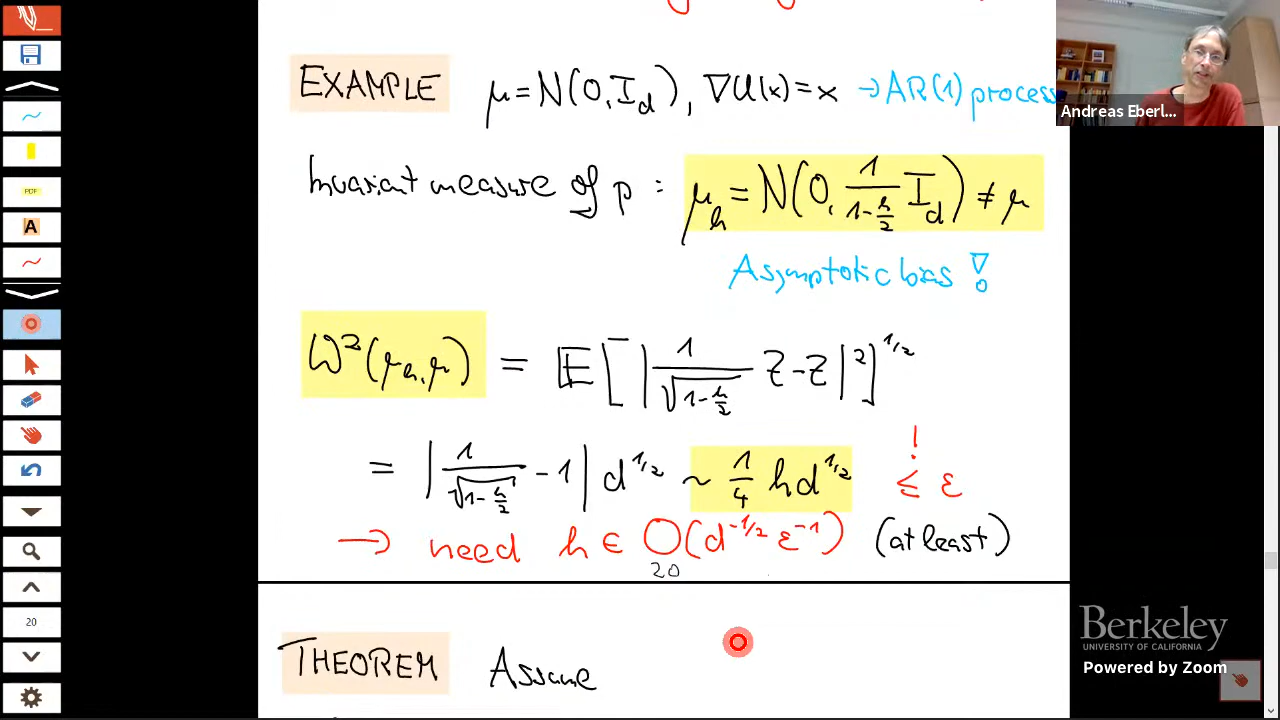 EXAMPLE μ = N(0, I_d), ∇U(x) = x → AR(1) process
Andreas Eberl...
Invariant measure of p : μ_h = N(0, 1/(1-h/2) I_d) ≠ μ
Asymptotic bias !
W²(μ_h, μ) = E[ | 1/√(1-h/2) Z - Z |² ]^{1/2}
= | 1/√(1-h/2) - 1 | d^{1/2} ~ 1/4 h d^{1/2} ≤! ε
→ need h ∈ O(d^{-1/2} ε^{-1}) (at least)
20
THEOREM Assume
PDF
A
20
Berkeley
UNIVERSITY OF CALIFORNIA
Powered by Zoom